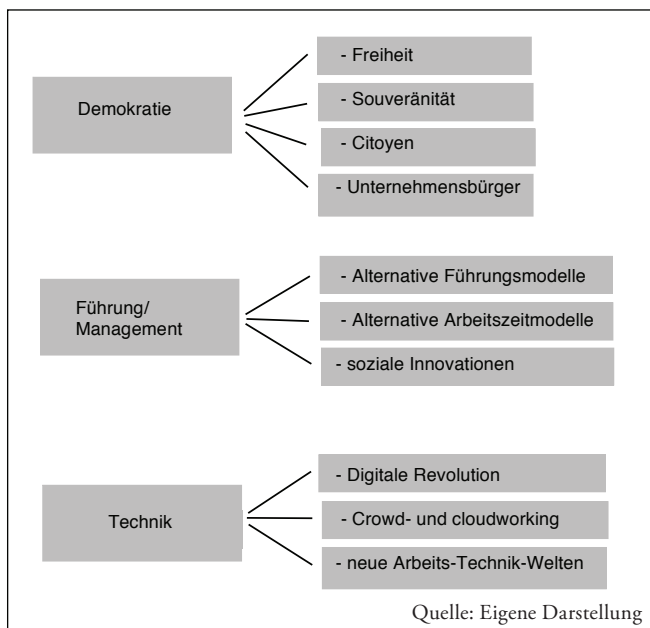 Demokratie
- Freiheit
- Souveränität
- Citoyen
- Unternehmensbürger
Führung/
Management
- Alternative Führungsmodelle
- Alternative Arbeitszeitmodelle
- soziale Innovationen
Technik
- Digitale Revolution
- Crowd- und cloudworking
- neue Arbeits-Technik-Welten
Quelle: Eigene Darstellung